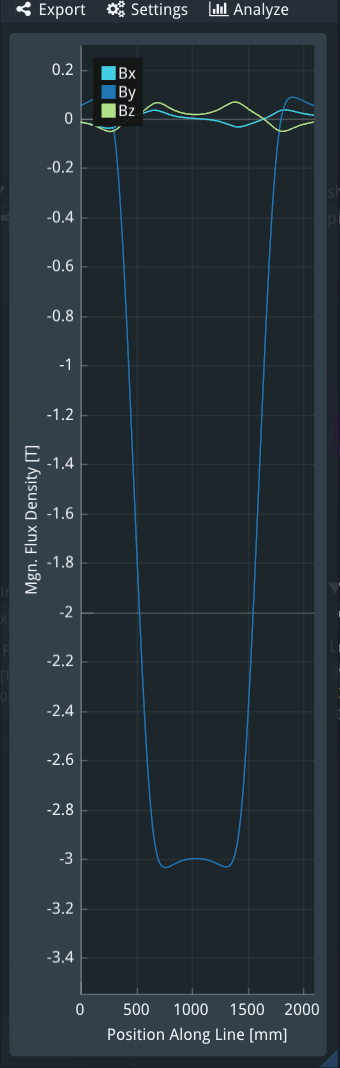 Export Settings Analyze
Bx
By
Bz
0.2
0
-0.2
-0.4
-0.6
-0.8
-1
-1.2
-1.4
-1.6
-1.8
-2
-2.2
-2.4
-2.6
-2.8
-3
-3.2
-3.4
Mgn. Flux Density [T]
0 500 1000 1500 2000
Position Along Line [mm]